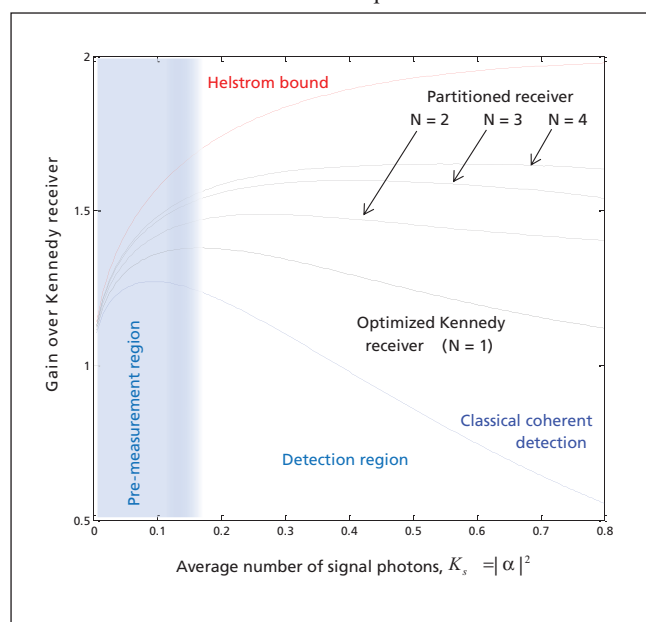 2
Helstrom bound
Partitioned receiver
N = 2 N = 3 N = 4
1.5
Gain over Kennedy receiver
1
Optimized Kennedy
receiver (N = 1)
Classical coherent
detection
Detection region
Pre-measurement region
0.5
0 0.1 0.2 0.3 0.4 0.5 0.6 0.7 0.8
Average number of signal photons, K_s = |α|²